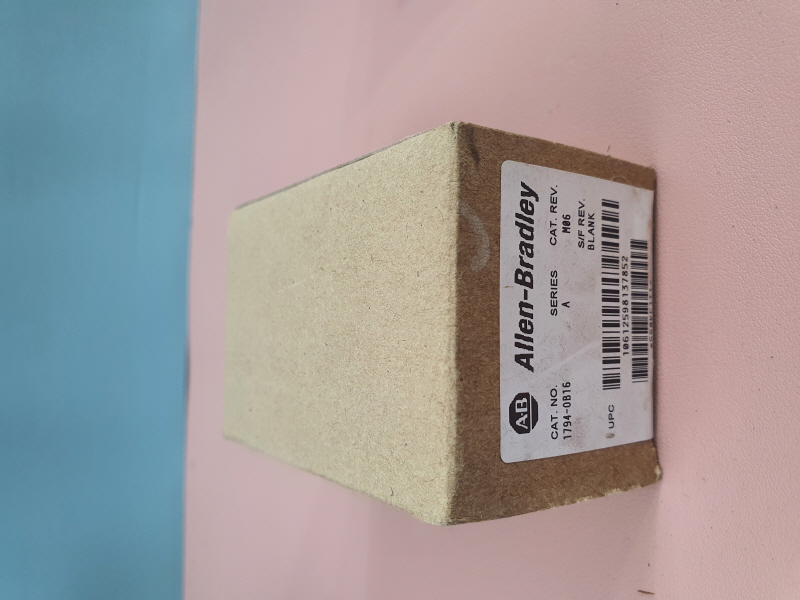 A-B Allen-Bradley
CAT. NO. SERIES CAT. REV.
1794-OB16 A M06
S/F REV.
BLANK
UPC
10612598137852